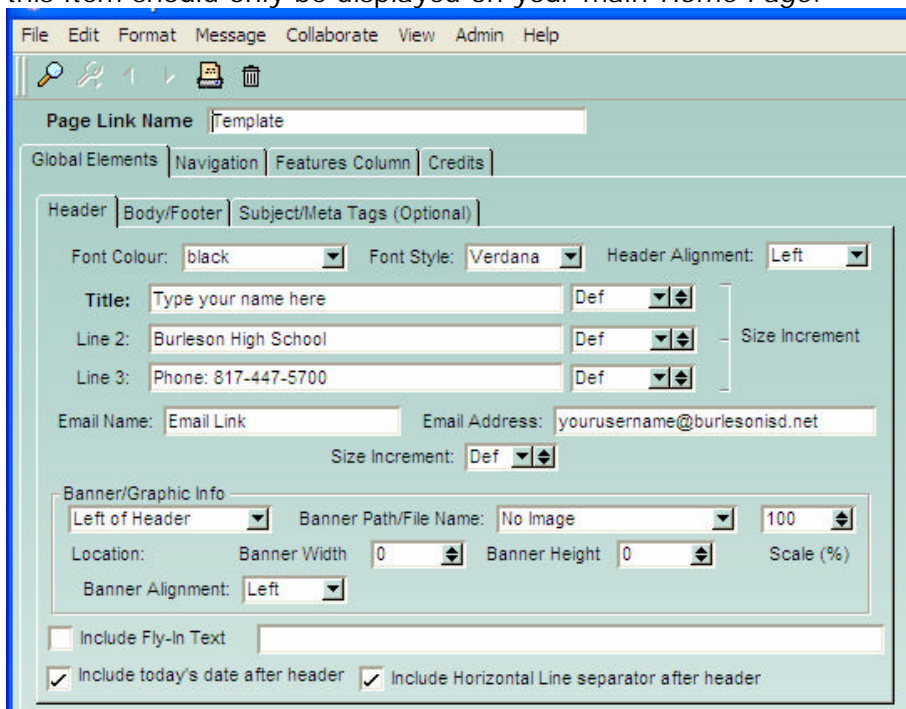 this item should only be displayed on your main Home Page.
File Edit Format Message Collaborate View Admin Help
Page Link Name Template
Global Elements Navigation Features Column Credits
Header Body/Footer Subject/Meta Tags (Optional)
Font Colour: black Font Style: Verdana Header Alignment: Left
Title: Type your name here Def
Line 2: Burleson High School Def Size Increment
Line 3: Phone: 817-447-5700 Def
Email Name: Email Link Email Address: yourusername@burlesonisd.net
Size Increment: Def
Banner/Graphic Info
Left of Header Banner Path/File Name: No Image 100
Location: Banner Width 0 Banner Height 0 Scale (%)
Banner Alignment: Left
Include Fly-In Text
Include today's date after header Include Horizontal Line separator after header